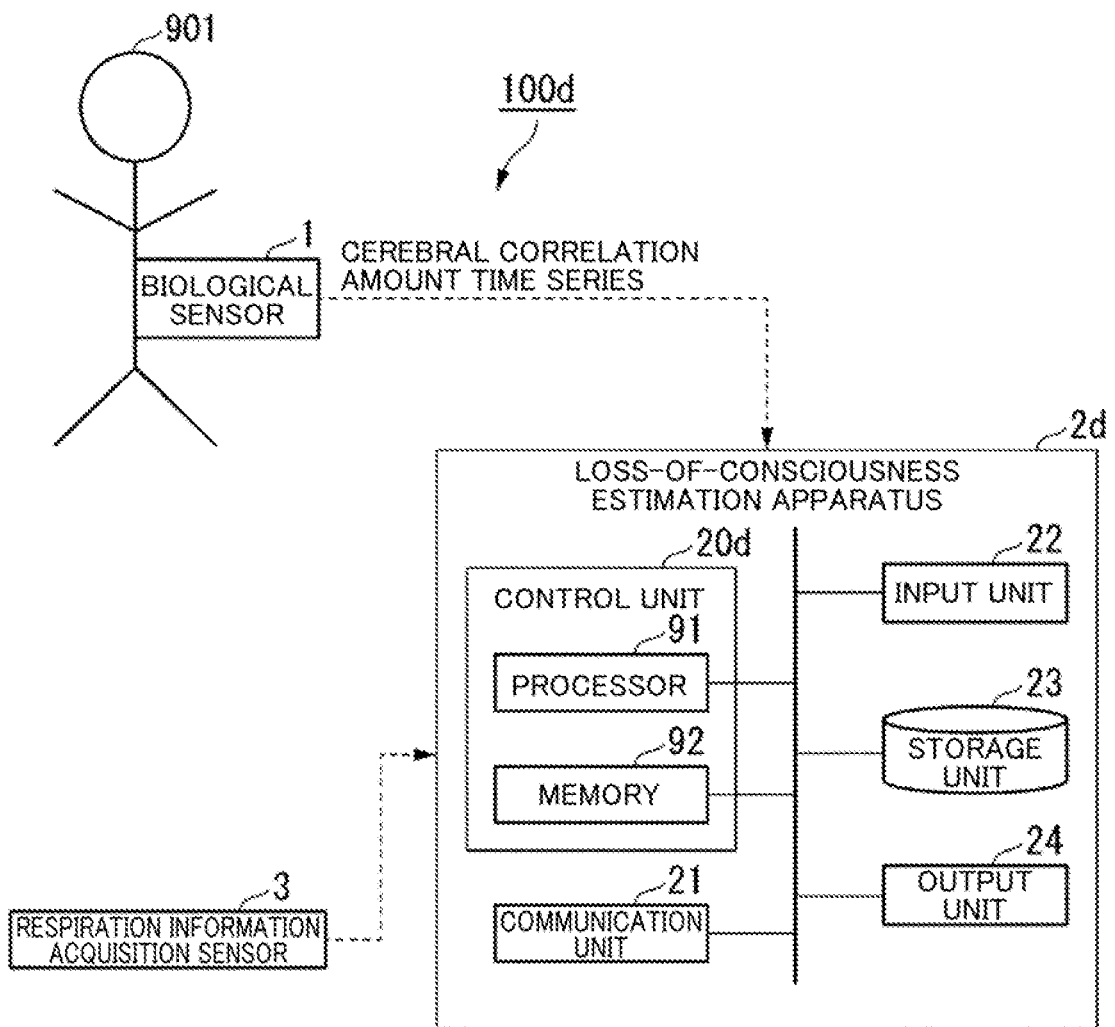 901
100d
1
BIOLOGICAL
SENSOR
CEREBRAL CORRELATION
AMOUNT TIME SERIES
2d
LOSS-OF-CONSCIOUSNESS
ESTIMATION APPARATUS
20d
CONTROL UNIT
91
PROCESSOR
92
MEMORY
21
COMMUNICATION
UNIT
22
INPUT UNIT
23
STORAGE
UNIT
24
OUTPUT
UNIT
3
RESPIRATION INFORMATION
ACQUISITION SENSOR